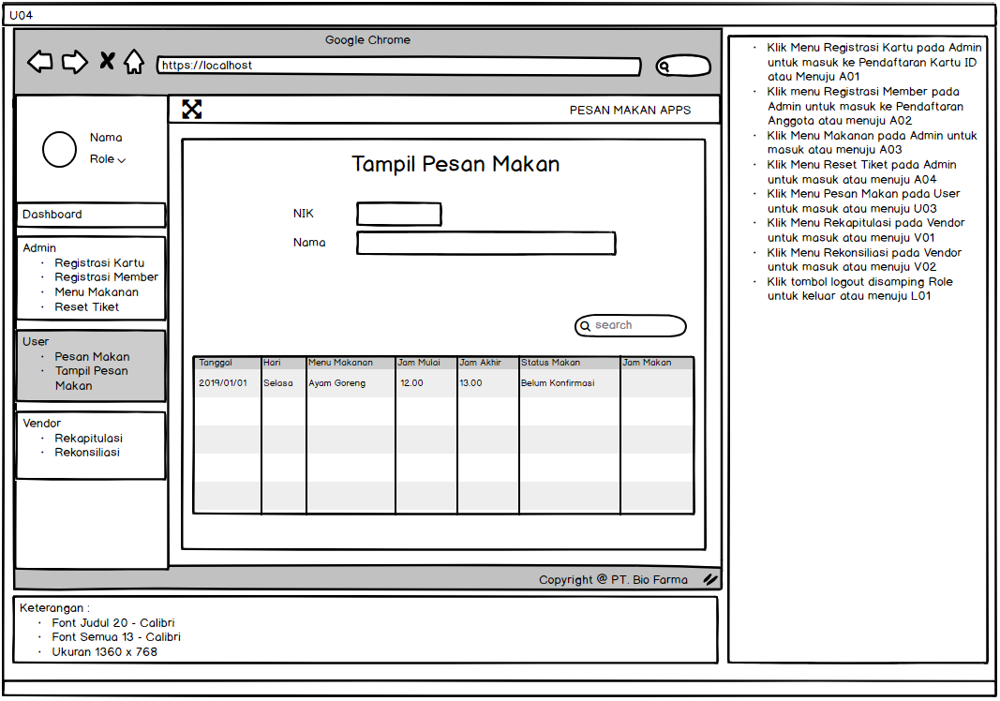 U04
Google Chrome
https://localhost
PESAN MAKAN APPS
Nama
Role
Dashboard
Admin
· Registrasi Kartu
· Registrasi Member
· Menu Makanan
· Reset Tiket
User
· Pesan Makan
· Tampil Pesan
Makan
Vendor
· Rekapitulasi
· Rekonsiliasi
Tampil Pesan Makan
NIK
Nama
search
Tanggal Hari Menu Makanan Jam Mulai Jam Akhir Status Makan Jam Makan
2019/01/01 Selasa Ayam Goreng 12.00 13.00 Belum Konfirmasi
Copyright @ PT. Bio Farma
Keterangan :
· Font Judul 20 - Calibri
· Font Semua 13 - Calibri
· Ukuran 1360 x 768
· Klik Menu Registrasi Kartu pada Admin
untuk masuk ke Pendaftaran Kartu ID
atau Menuju A01
· Klik menu Registrasi Member pada
Admin untuk masuk ke Pendaftaran
Anggota atau menuju A02
· Klik Menu Makanan pada Admin untuk
masuk atau menuju A03
· Klik Menu Reset Tiket pada Admin
untuk masuk atau menuju A04
· Klik Menu Pesan Makan pada User
untuk masuk atau menuju U03
· Klik Menu Rekapitulasi pada Vendor
untuk masuk atau menuju V01
· Klik Menu Rekonsiliasi pada Vendor
untuk masuk atau menuju V02
· Klik tombol logout disamping Role
untuk keluar atau menuju L01